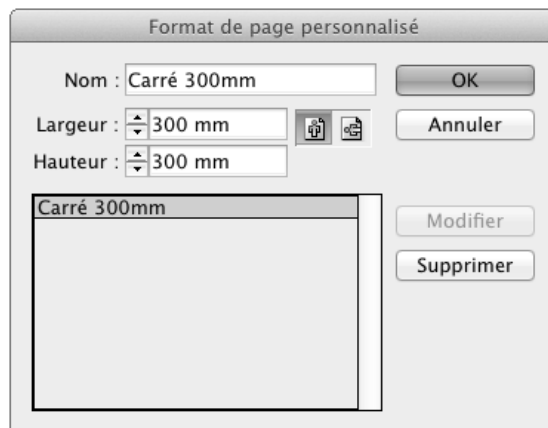 Format de page personnalisé
Nom : Carré 300mm
OK
Largeur : 300 mm
Annuler
Hauteur : 300 mm
Carré 300mm
Modifier
Supprimer